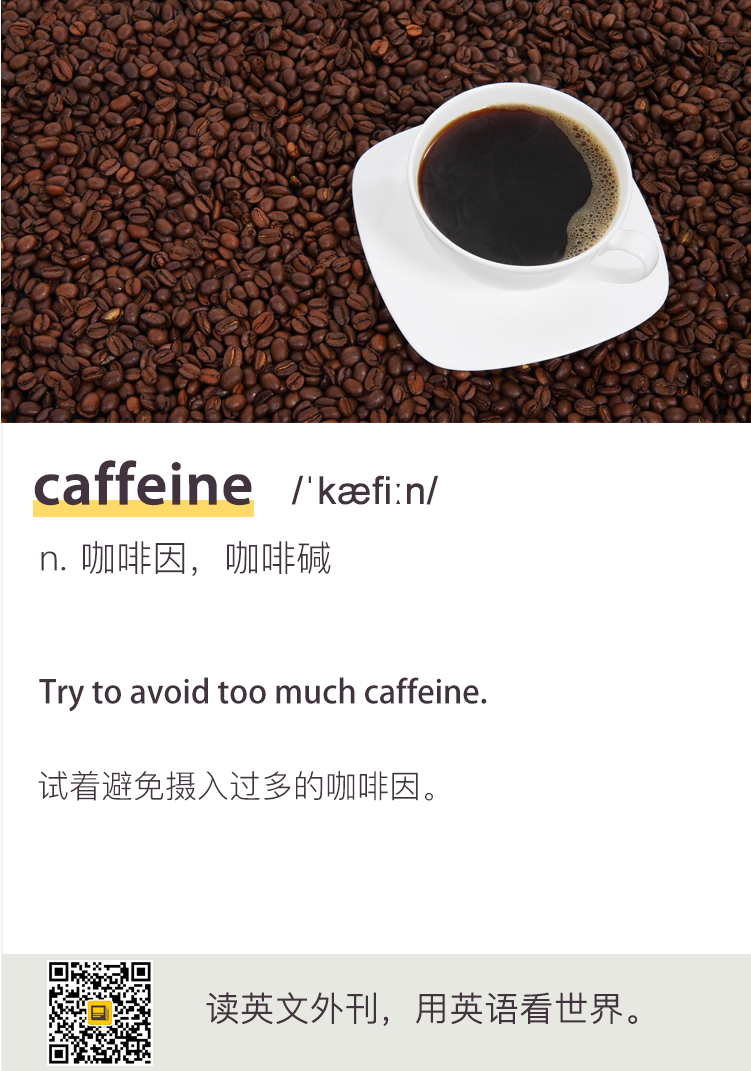 caffeine /ˈkæfiːn/
n. 咖啡因，咖啡碱
Try to avoid too much caffeine.
试着避免摄入过多的咖啡因。
读英文外刊，用英语看世界。